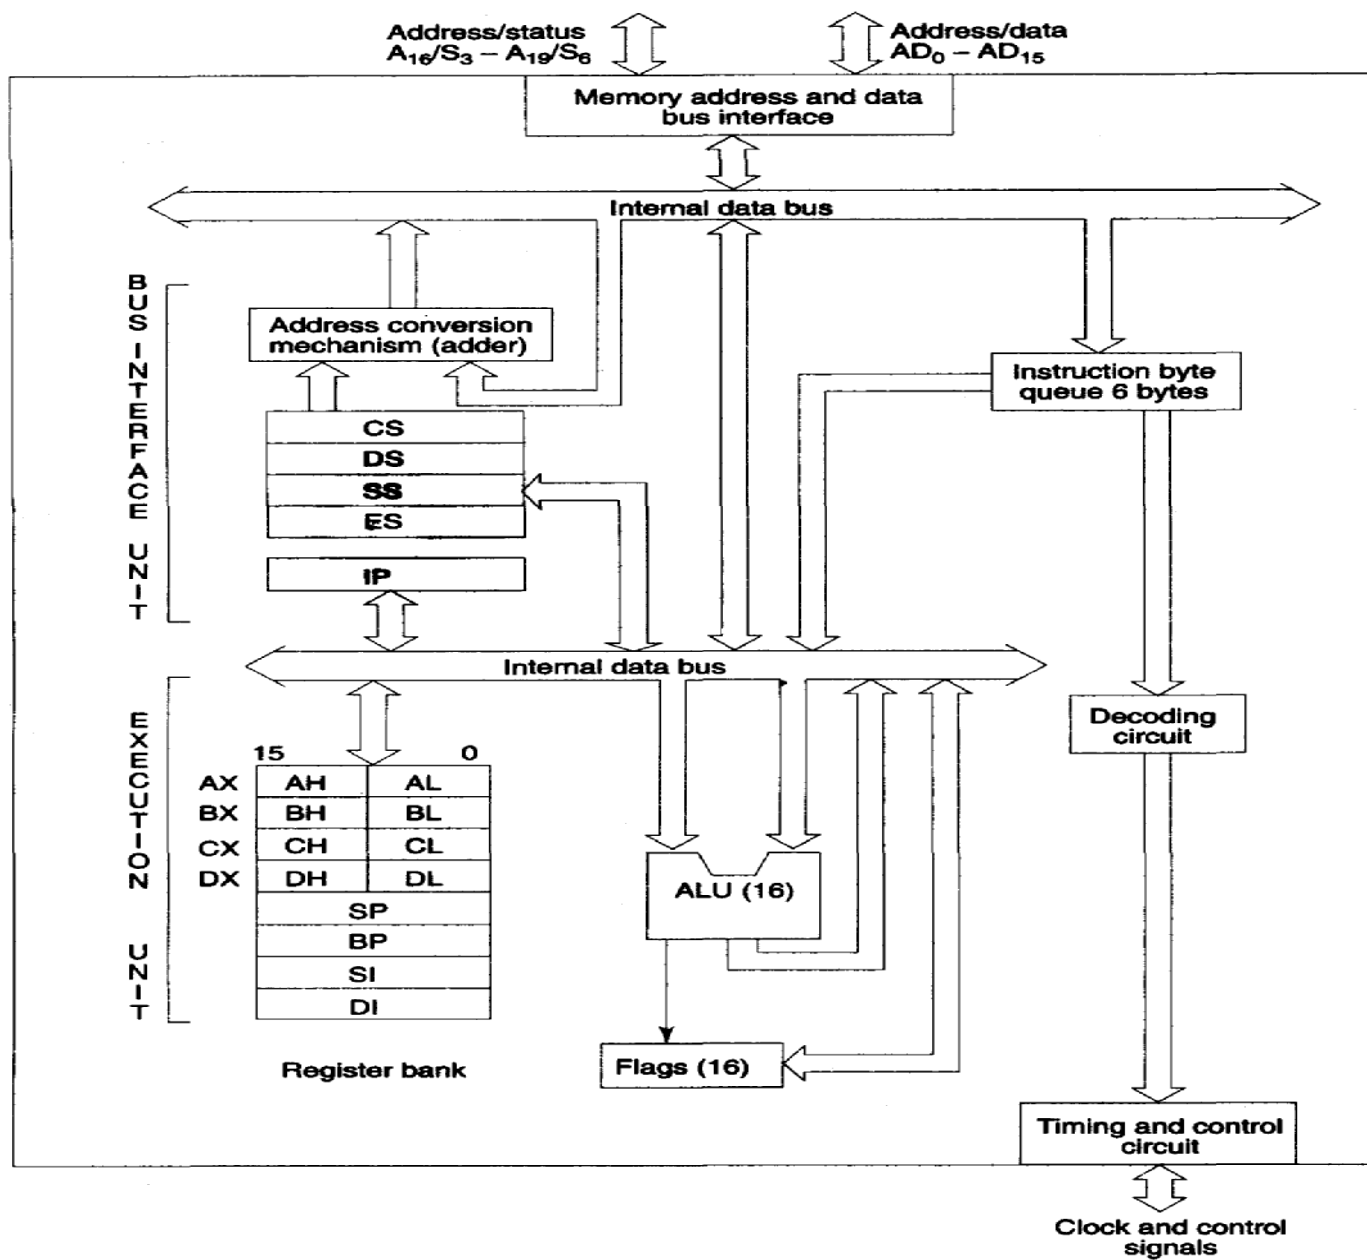 Address/status
A16/S3 – A19/S6
Address/data
AD0 – AD15
Memory address and data
bus interface
Internal data bus
BUS INTERFACE UNIT
Address conversion
mechanism (adder)
Instruction byte
queue 6 bytes
CS
DS
SS
ES
IP
Internal data bus
EXECUTION UNIT
Decoding
circuit
15 0
AX AH AL
BX BH BL
CX CH CL
DX DH DL
SP
BP
SI
DI
ALU (16)
Register bank
Flags (16)
Timing and control
circuit
Clock and control
signals